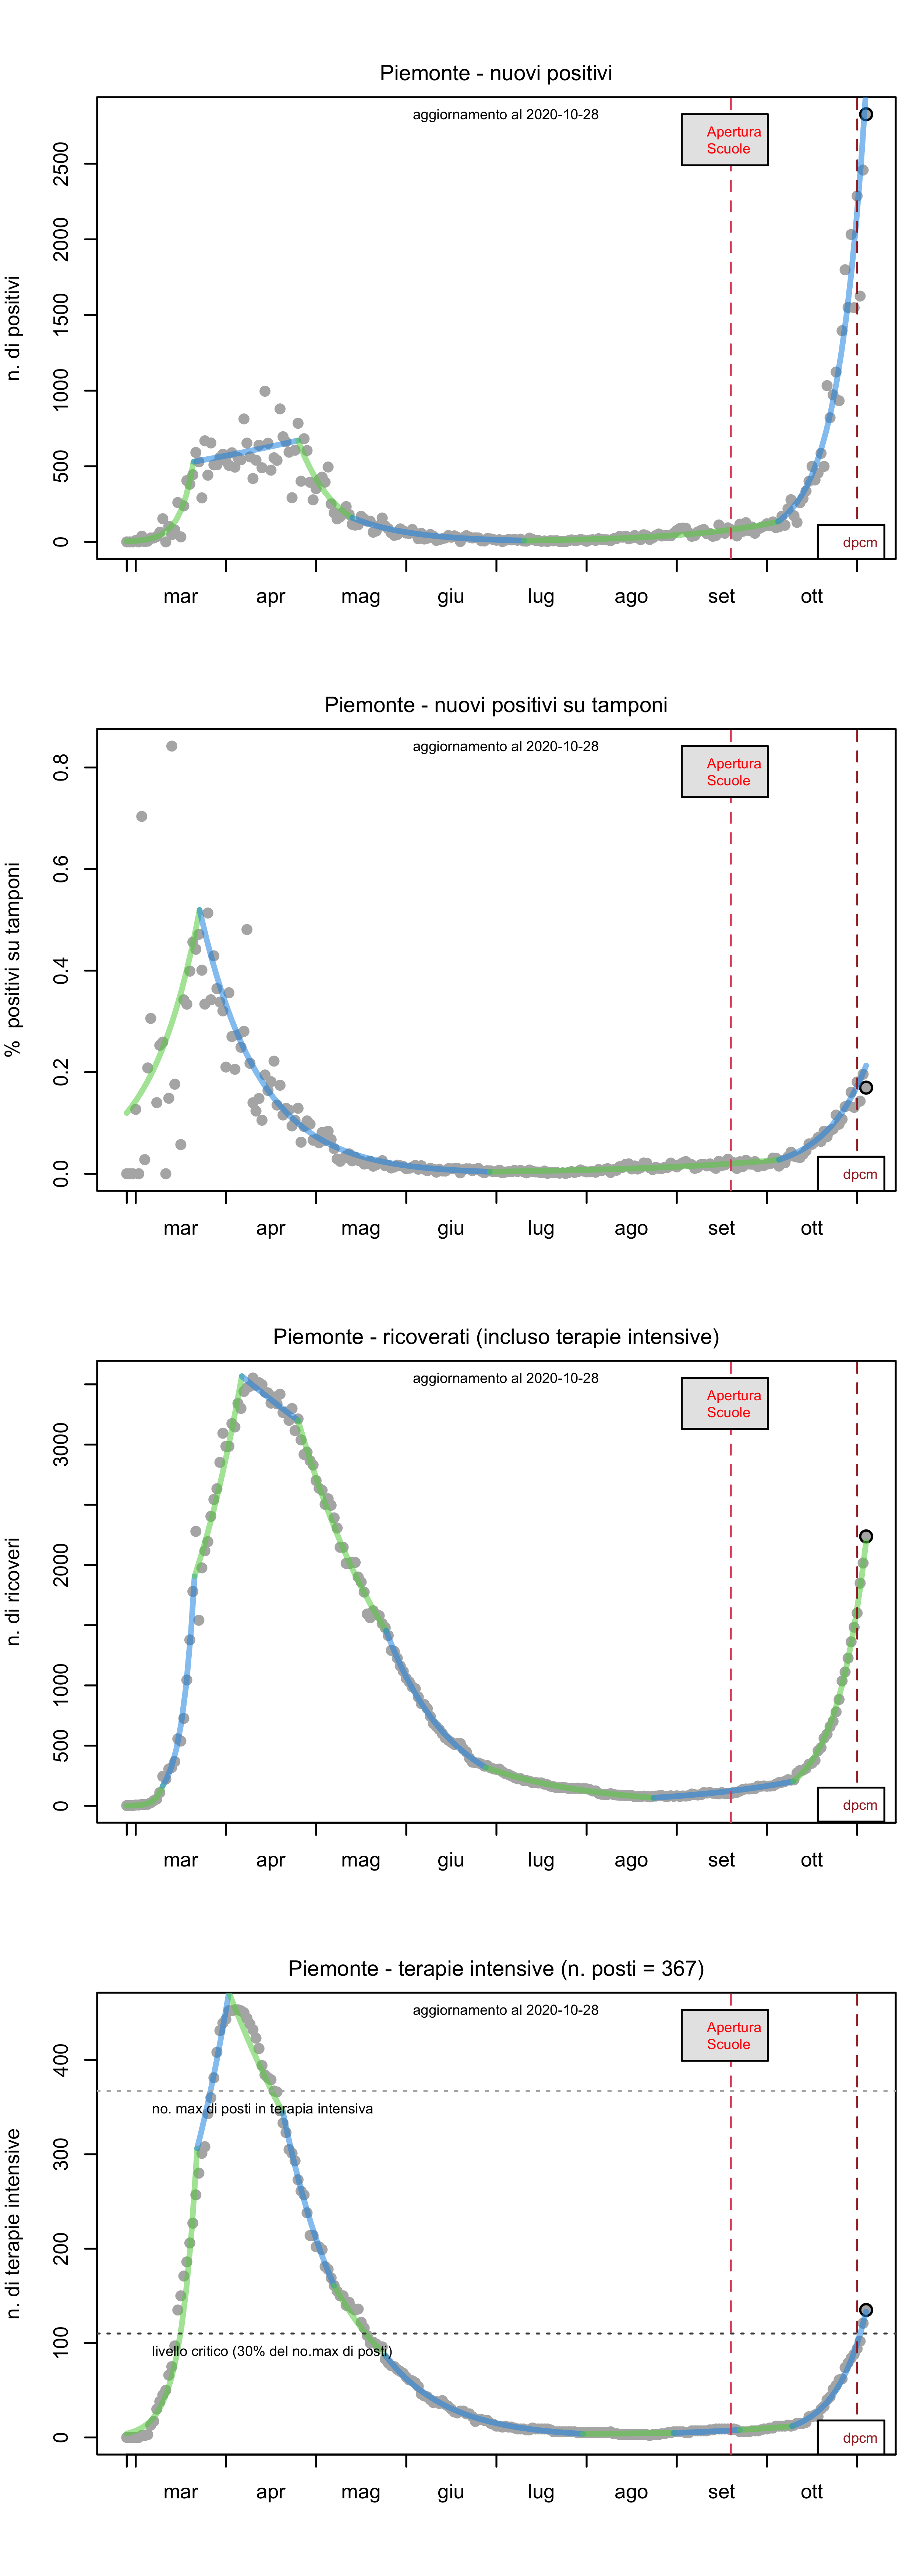 Piemonte - nuovi positivi
aggiornamento al 2020-10-28
Apertura
Scuole
n. di positivi
2500
2000
1500
1000
500
0
dpcm
mar apr mag giu lug ago set ott
Piemonte - nuovi positivi su tamponi
aggiornamento al 2020-10-28
Apertura
Scuole
% positivi su tamponi
0.8
0.6
0.4
0.2
0.0
dpcm
mar apr mag giu lug ago set ott
Piemonte - ricoverati (incluso terapie intensive)
aggiornamento al 2020-10-28
Apertura
Scuole
n. di ricoveri
3000
2000
1000
500
0
dpcm
mar apr mag giu lug ago set ott
Piemonte - terapie intensive (n. posti = 367)
aggiornamento al 2020-10-28
Apertura
Scuole
n. di terapie intensive
400
no. max di posti in terapia intensiva
300
200
100
livello critico (30% del no.max di posti)
0
dpcm
mar apr mag giu lug ago set ott